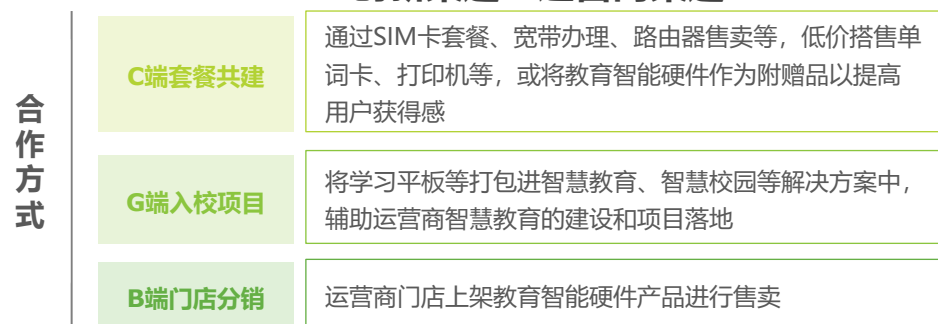 合作方式
C端套餐共建
通过SIM卡套餐、宽带办理、路由器售卖等，低价搭售单
词卡、打印机等，或将教育智能硬件作为附赠品以提高
用户获得感
G端入校项目
将学习平板等打包进智慧教育、智慧校园等解决方案中，
辅助运营商智慧教育的建设和项目落地
B端门店分销
运营商门店上架教育智能硬件产品进行售卖